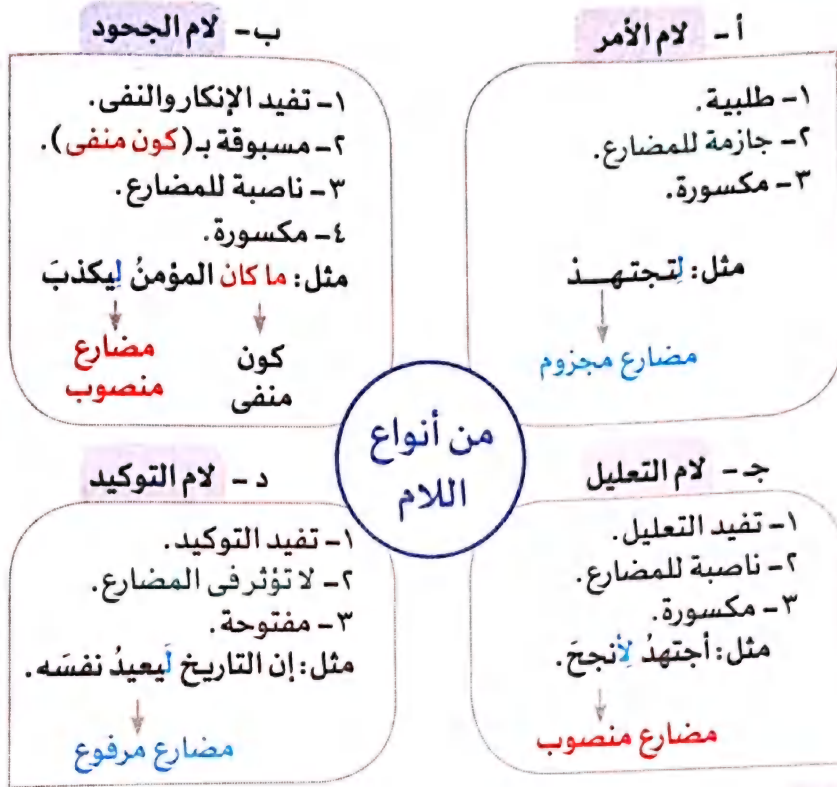 أ - لام الأمر
١- طلبية.
٢- جازمة للمضارع.
٣- مكسورة.
مثل: لِتجتهـــد
مضارع مجزوم
ب - لام الجحود
١- تفيد الإنكار والنفى.
٢- مسبوقة بـ(كون منفى).
٣- ناصبة للمضارع.
٤- مكسورة.
مثل: ما كان المؤمنُ لِيكذبَ
كون
منفى
مضارع
منصوب
من أنواع
اللام
جـ - لام التعليل
١- تفيد التعليل.
٢- ناصبة للمضارع.
٣- مكسورة.
مثل: أجتهدُ لِأنجحَ.
مضارع منصوب
د - لام التوكيد
١- تفيد التوكيد.
٢- لا تؤثر فى المضارع.
٣- مفتوحة.
مثل: إن التاريخ لَيعيدُ نفسَه.
مضارع مرفوع